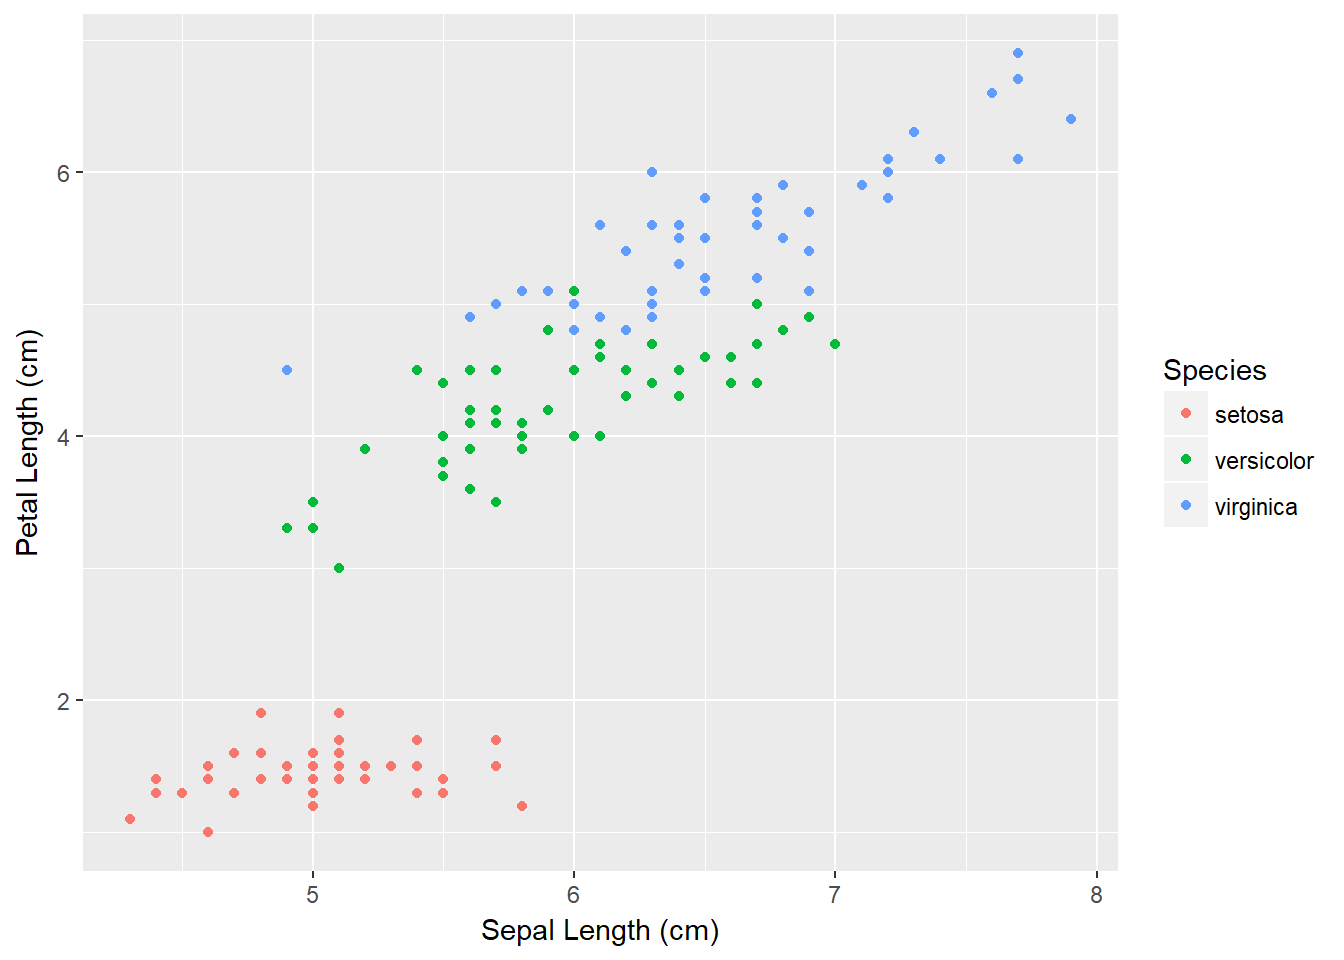 6
4
2
Petal Length (cm)
5 6 7 8
Sepal Length (cm)
Species
setosa
versicolor
virginica